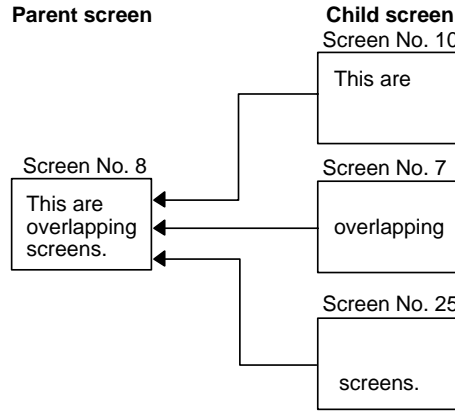 Parent screen
Child screen
Screen No. 10
This are
Screen No. 8
This are
overlapping
screens.
Screen No. 7
overlapping
Screen No. 25
screens.